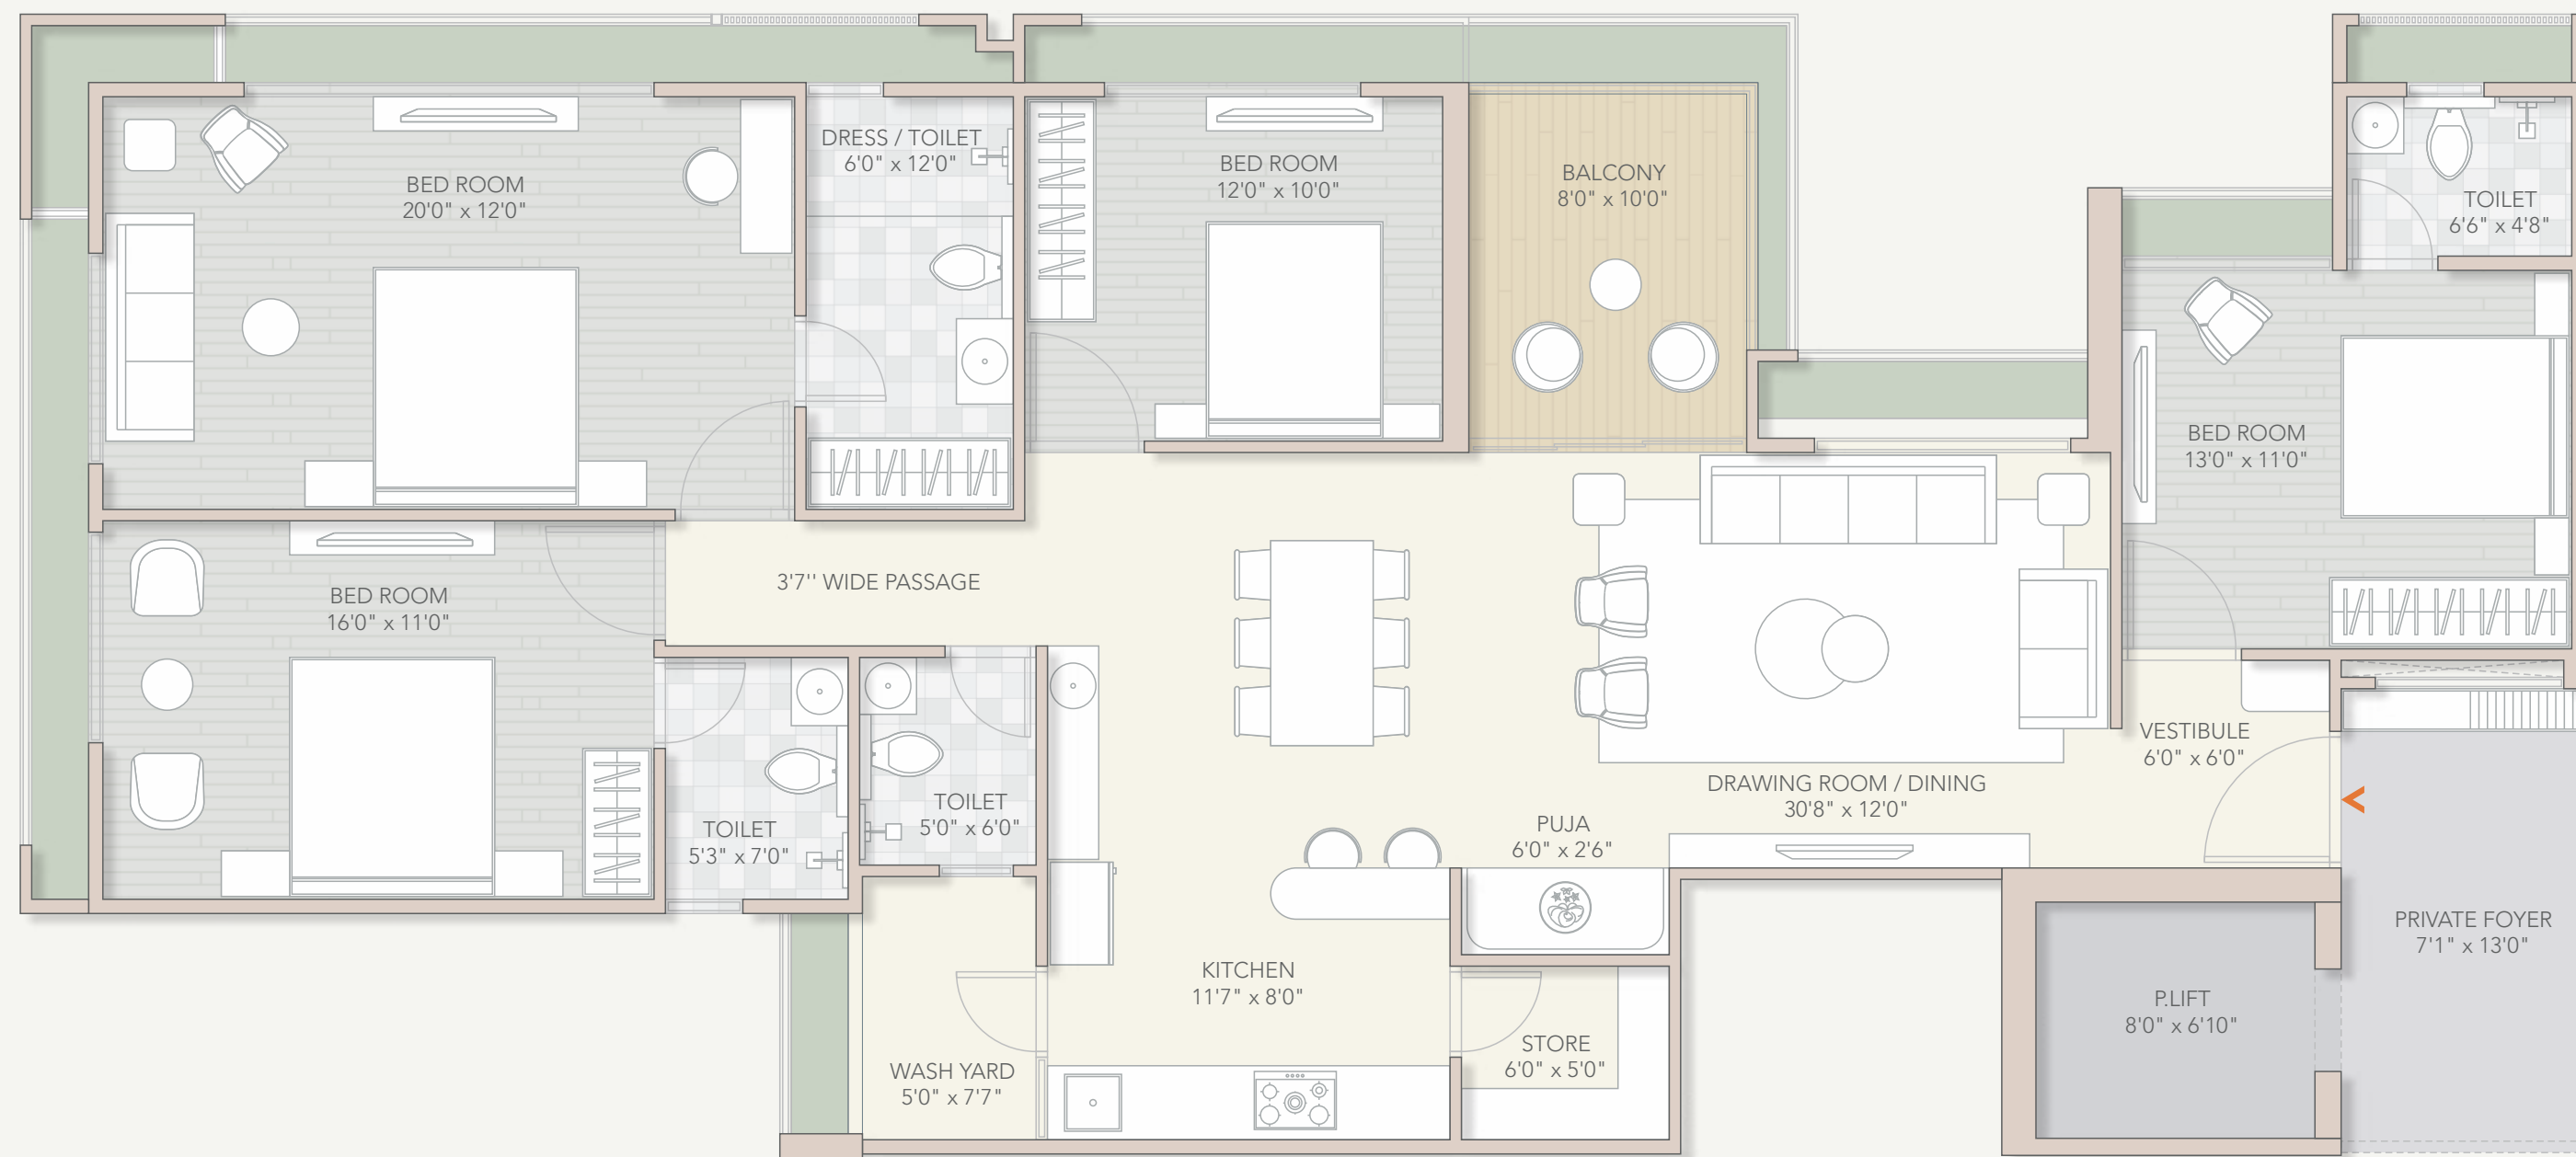 DRESS / TOILET
6'0" x 12'0"
BED ROOM
20'0" x 12'0"
BED ROOM
12'0" x 10'0"
BALCONY
8'0" x 10'0"
TOILET
6'6" x 4'8"
BED ROOM
13'0" x 11'0"
BED ROOM
16'0" x 11'0"
3'7'' WIDE PASSAGE
VESTIBULE
6'0" x 6'0"
DRAWING ROOM / DINING
30'8" x 12'0"
TOILET
5'3" x 7'0"
TOILET
5'0" x 6'0"
PUJA
6'0" x 2'6"
PRIVATE FOYER
7'1" x 13'0"
KITCHEN
11'7" x 8'0"
P.LIFT
8'0" x 6'10"
STORE
6'0" x 5'0"
WASH YARD
5'0" x 7'7"